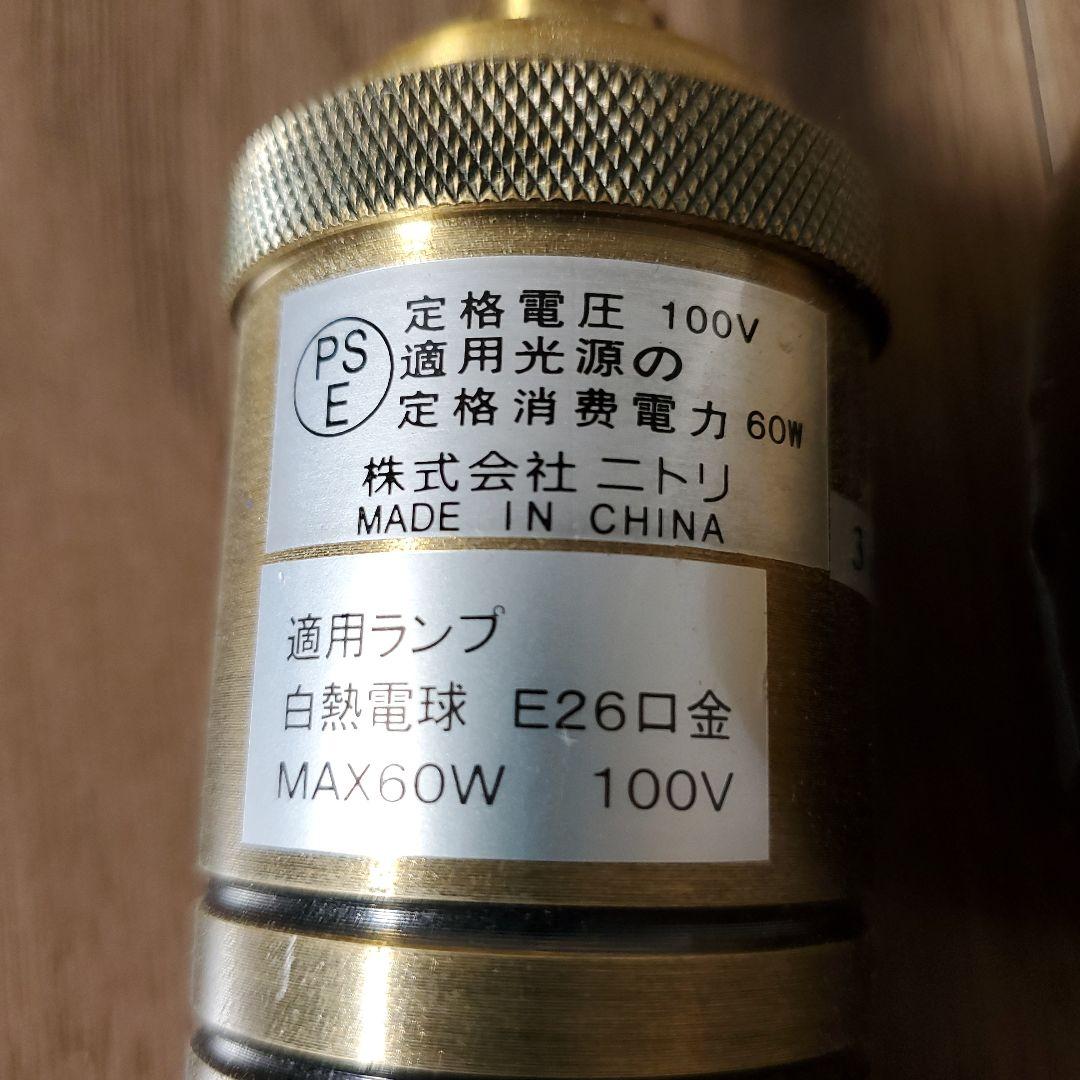 PS
E
定格電圧 100V
適用光源の
定格消費電力 60W
株式会社 ニトリ
MADE IN CHINA
3
適用ランプ
白熱電球 E26口金
MAX60W 100V